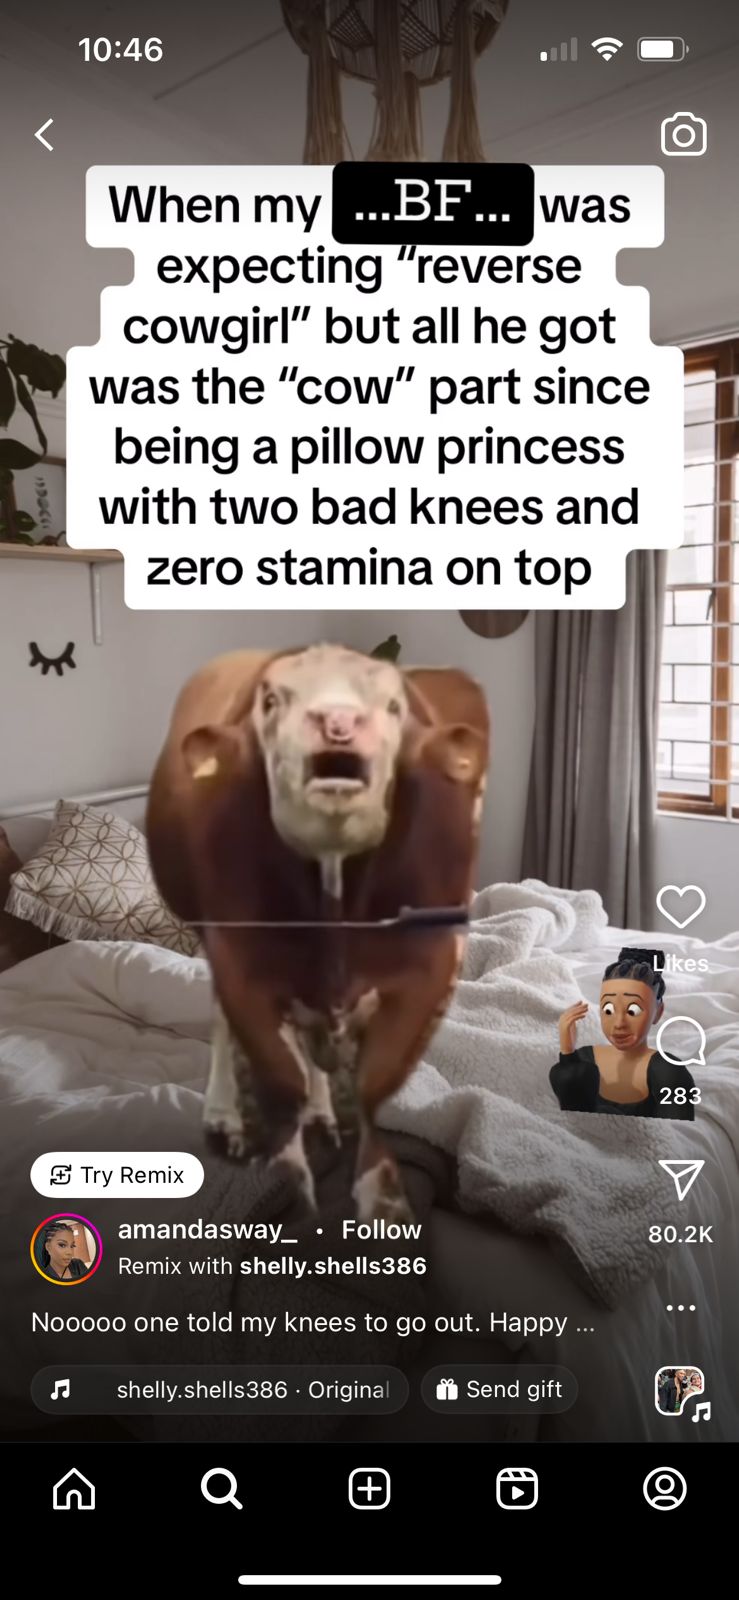 10:46
When my ...BF... was
expecting “reverse
cowgirl” but all he got
was the “cow” part since
being a pillow princess
with two bad knees and
zero stamina on top
Likes
283
Try Remix
80.2K
amandasway_ • Follow
Remix with shelly.shells386
Nooooo one told my knees to go out. Happy ...
shelly.shells386 · Original
Send gift